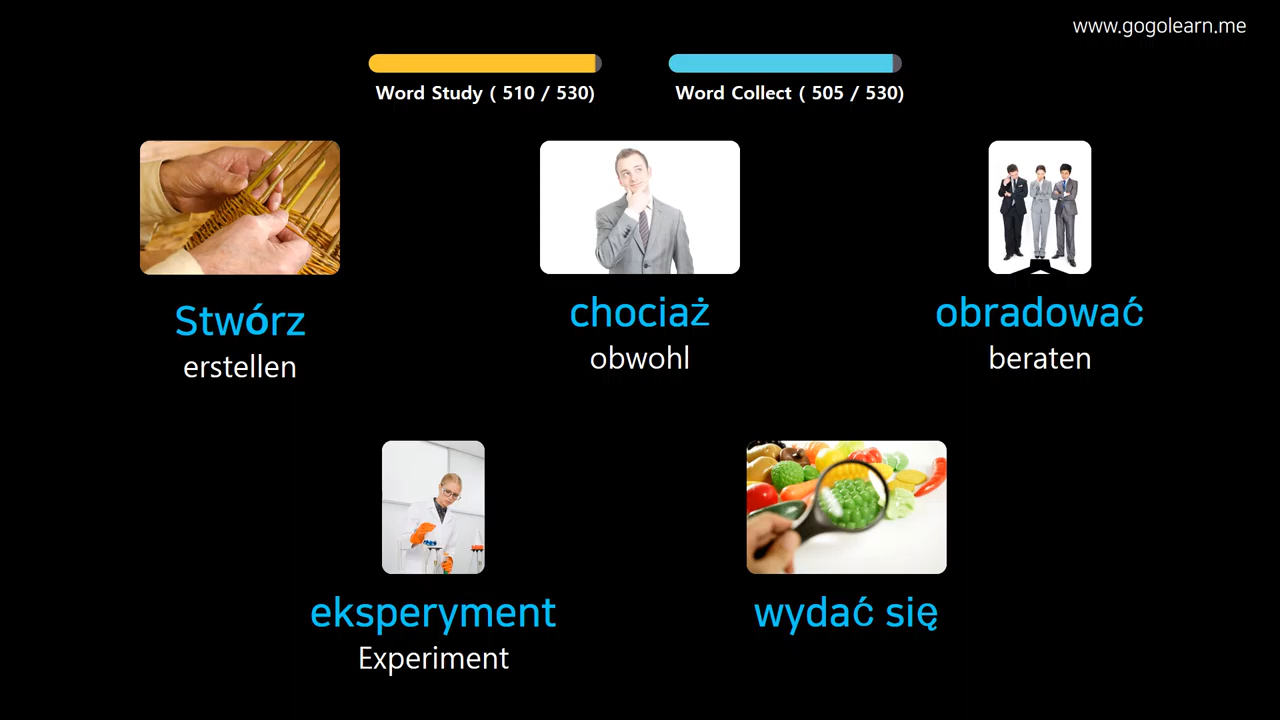 www.gogolearn.me
Word Study ( 510 / 530)
Word Collect ( 505 / 530)
Stwórz
erstellen
chociaż
obwohl
obradować
beraten
eksperyment
Experiment
wydać się